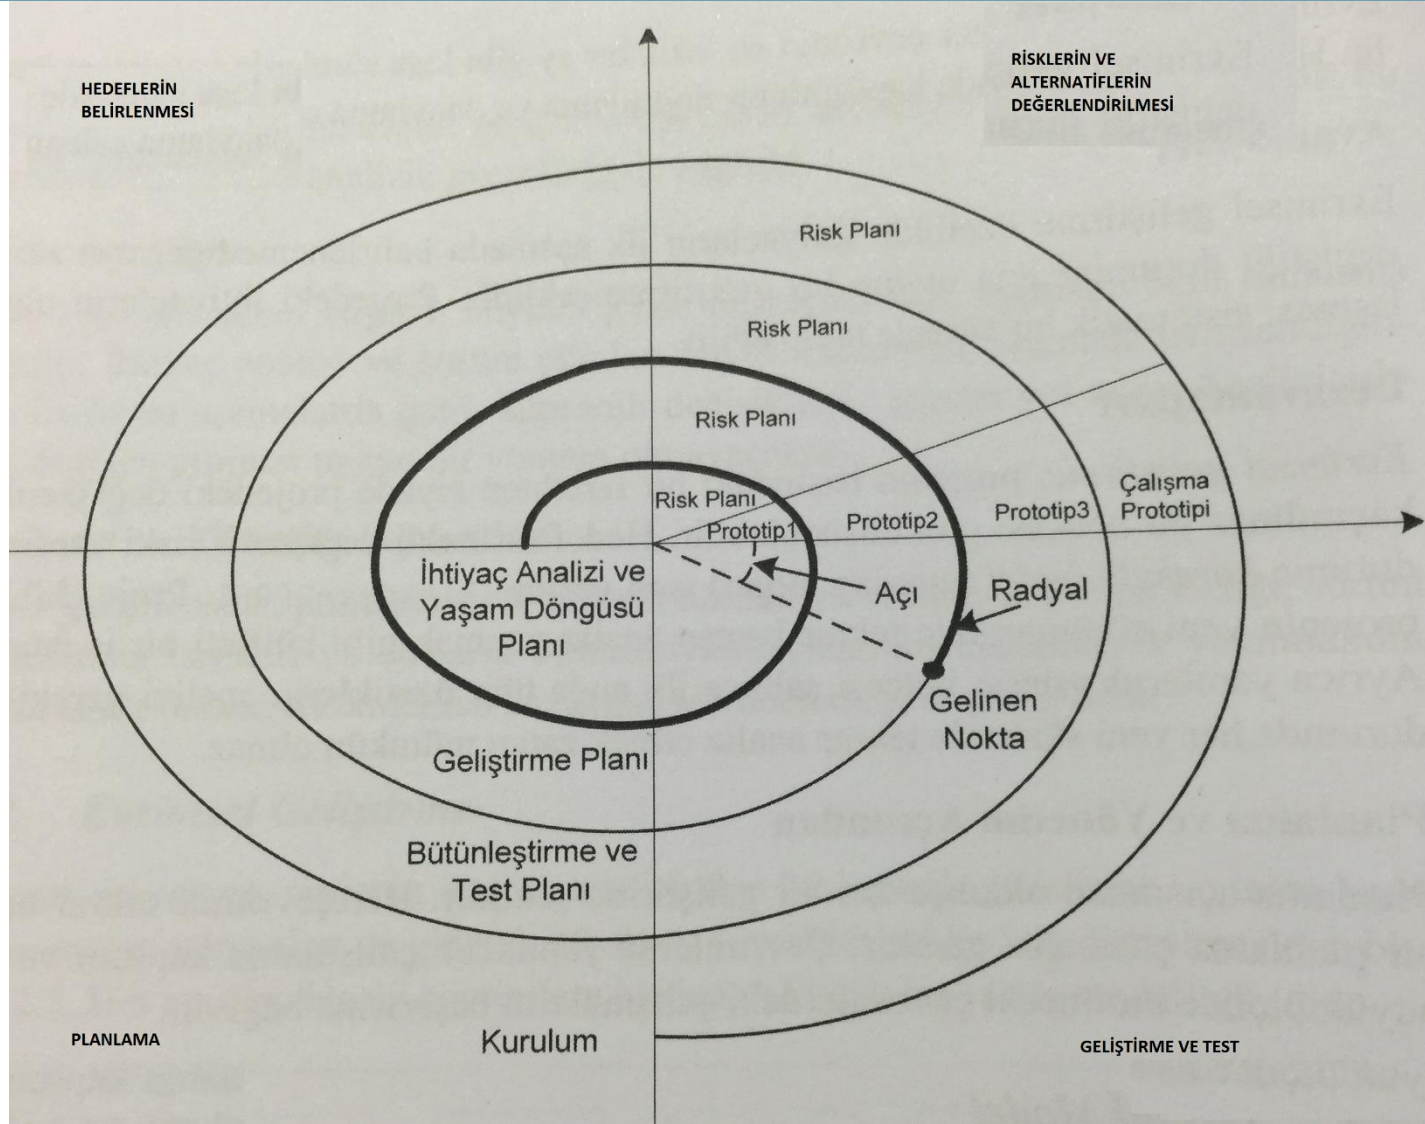 HEDEFLERİN
BELİRLENMESİ
RİSKLERİN VE
ALTERNATİFLERİN
DEĞERLENDİRİLMESİ
Risk Planı
Risk Planı
Risk Planı
Risk Planı
Prototip1
Prototip2
Prototip3
Çalışma
Prototipi
İhtiyaç Analizi ve
Yaşam Döngüsü
Planı
Açı
Radyal
Gelinen
Nokta
Geliştirme Planı
Bütünleştirme ve
Test Planı
Kurulum
PLANLAMA
GELİŞTİRME VE TEST